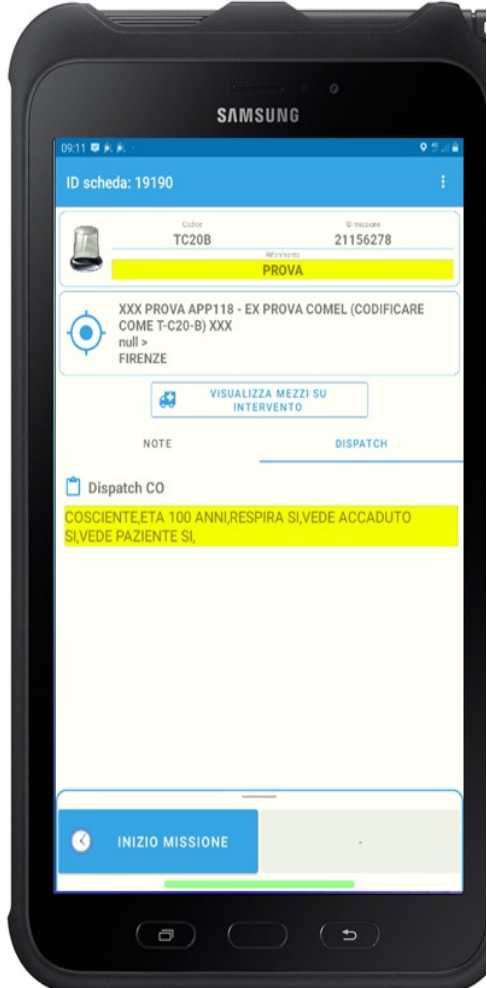 SAMSUNG
09:11
ID scheda: 19190
Codice
ID missione
TC20B
21156278
Riferimento
PROVA
XXX PROVA APP118 - EX PROVA COMEL (CODIFICARE
COME T-C20-B) XXX
null >
FIRENZE
VISUALIZZA MEZZI SU
INTERVENTO
NOTE
DISPATCH
Dispatch CO
COSCIENTE,ETA 100 ANNI,RESPIRA SI,VEDE ACCADUTO
SI,VEDE PAZIENTE SI,
INIZIO MISSIONE
-